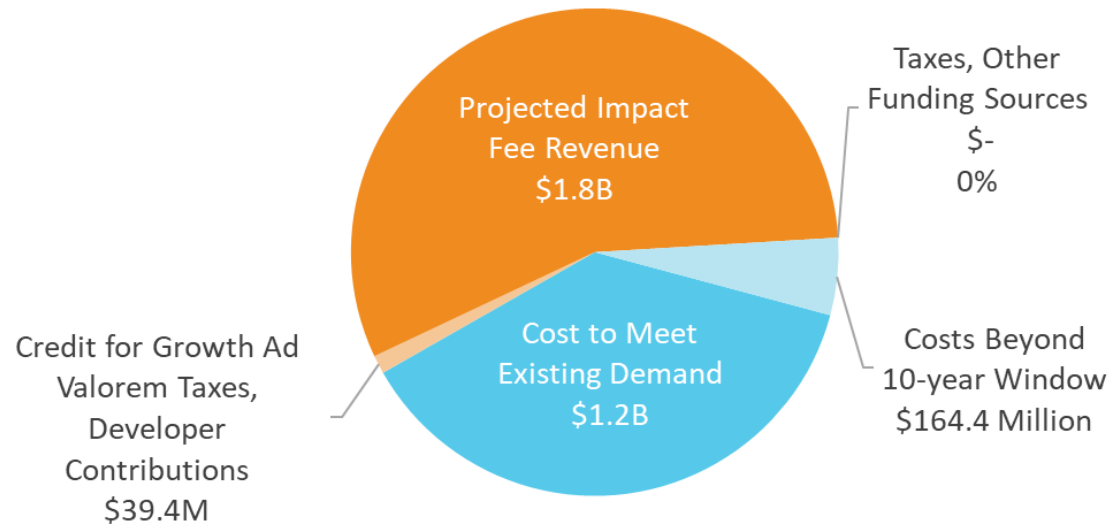 Projected Impact
Fee Revenue
$1.8B
Taxes, Other
Funding Sources
$-
0%
Costs Beyond
10-year Window
$164.4 Million
Cost to Meet
Existing Demand
$1.2B
Credit for Growth Ad
Valorem Taxes,
Developer
Contributions
$39.4M